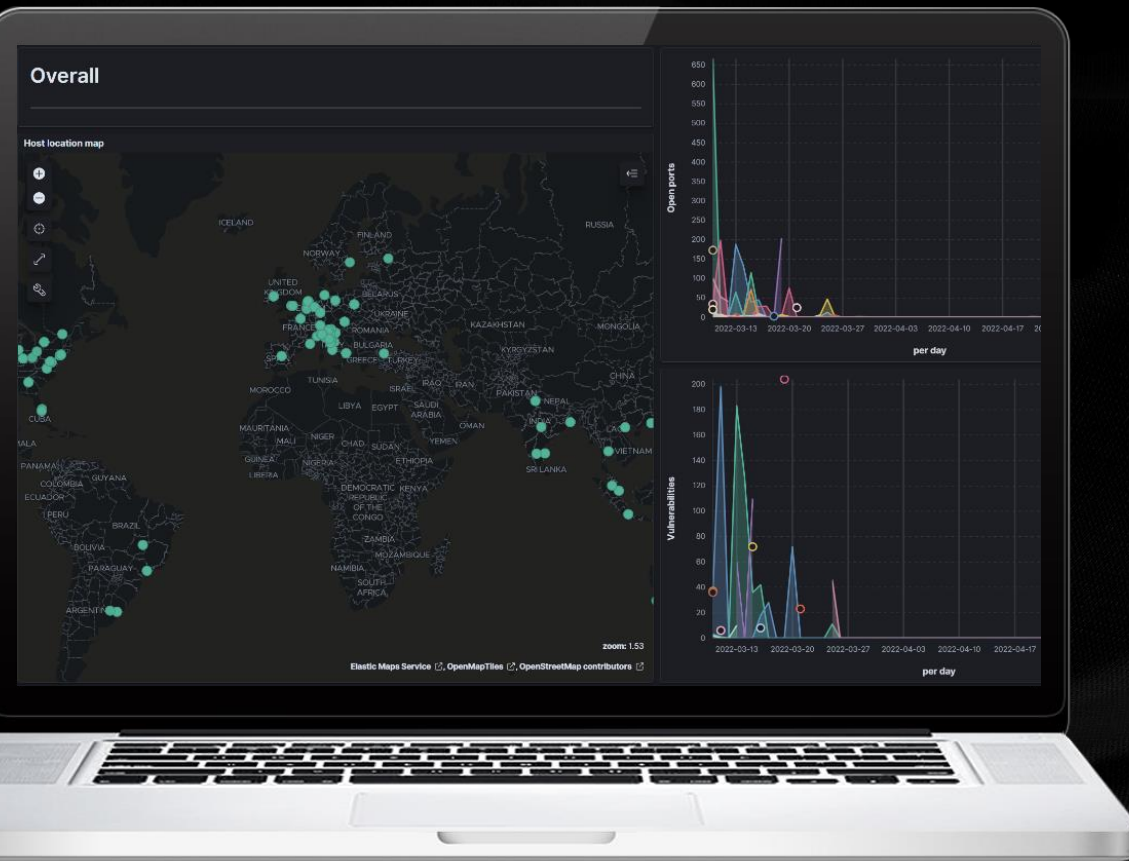 Overall
Host location map
ICELAND
RUSSIA
FINLAND
NORWAY
UNITED
KINGDOM
BELARUS
UKRAINE
FRANCE
ROMANIA
KAZAKHSTAN
MONGOLIA
BULGARIA
KYRGYZSTAN
GREECE
TURKEY
TUNISIA
CHINA
MOROCCO
ISRAEL
IRAQ
IRAN
PAKISTAN
NEPAL
LIBYA
EGYPT
SAUDI
ARABIA
CUBA
INDIA
OMAN
MAURITANIA
MALI
NIGER
CHAD
SUDAN
YEMEN
VIETNAM
PANAMA
GUINEA
NIGERIA
ETHIOPIA
SRI LANKA
GUYANA
LIBERIA
COLOMBIA
DEMOCRATIC
REPUBLIC
OF THE
CONGO
KENYA
ECUADOR
PERU
BRAZIL
ZAMBIA
BOLIVIA
MOZAMBIQUE
PARAGUAY
NAMIBIA
SOUTH
AFRICA
zoom: 1.53
Elastic Maps Service, OpenMapTiles, OpenStreetMap contributors
Open ports
650
600
550
500
450
400
350
300
250
200
150
100
50
0
2022-03-13 2022-03-20 2022-03-27 2022-04-03 2022-04-10 2022-04-17 20
per day
Vulnerabilities
200
180
160
140
120
100
80
60
40
20
0
2022-03-13 2022-03-20 2022-03-27 2022-04-03 2022-04-10 2022-04-17
per day